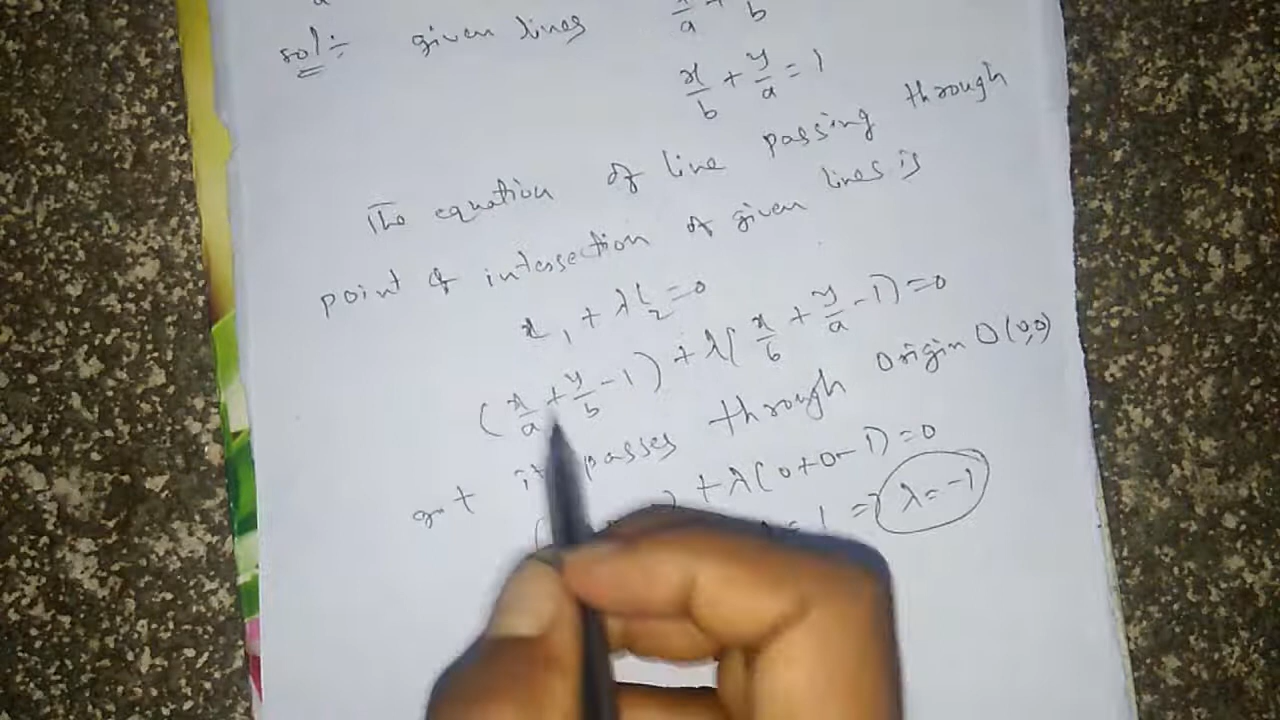 sol:- given lines x/a + y/b
x/b + y/a = 1
The equation of line passing through
point of intersection of given lines is
L₁ + λL₂ = 0
(x/a + y/b - 1) + λ(x/b + y/a - 1) = 0
it passes through origin O(0,0)
+ λ(0+0-1) = 0
= 1 ⇒ λ = -1